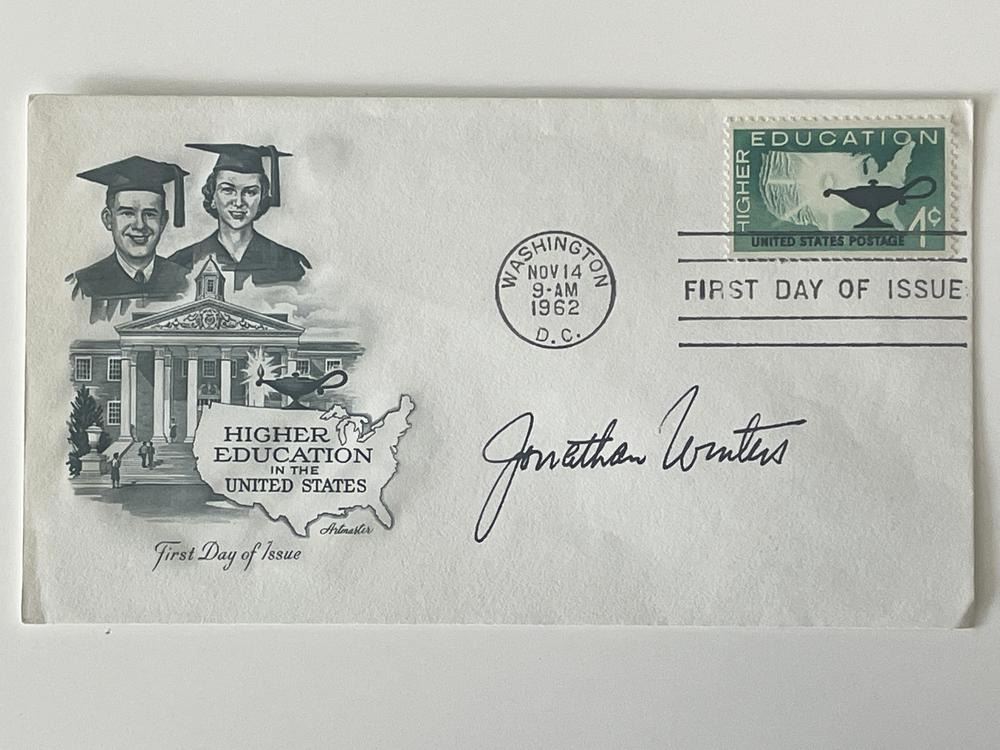 HIGHER EDUCATION
4¢
UNITED STATES POSTAGE
WASHINGTON
NOV 14
9-AM
1962
D.C.
FIRST DAY OF ISSUE
HIGHER
EDUCATION
IN THE
UNITED STATES
Artmaster
First Day of Issue
Jonathan Winters